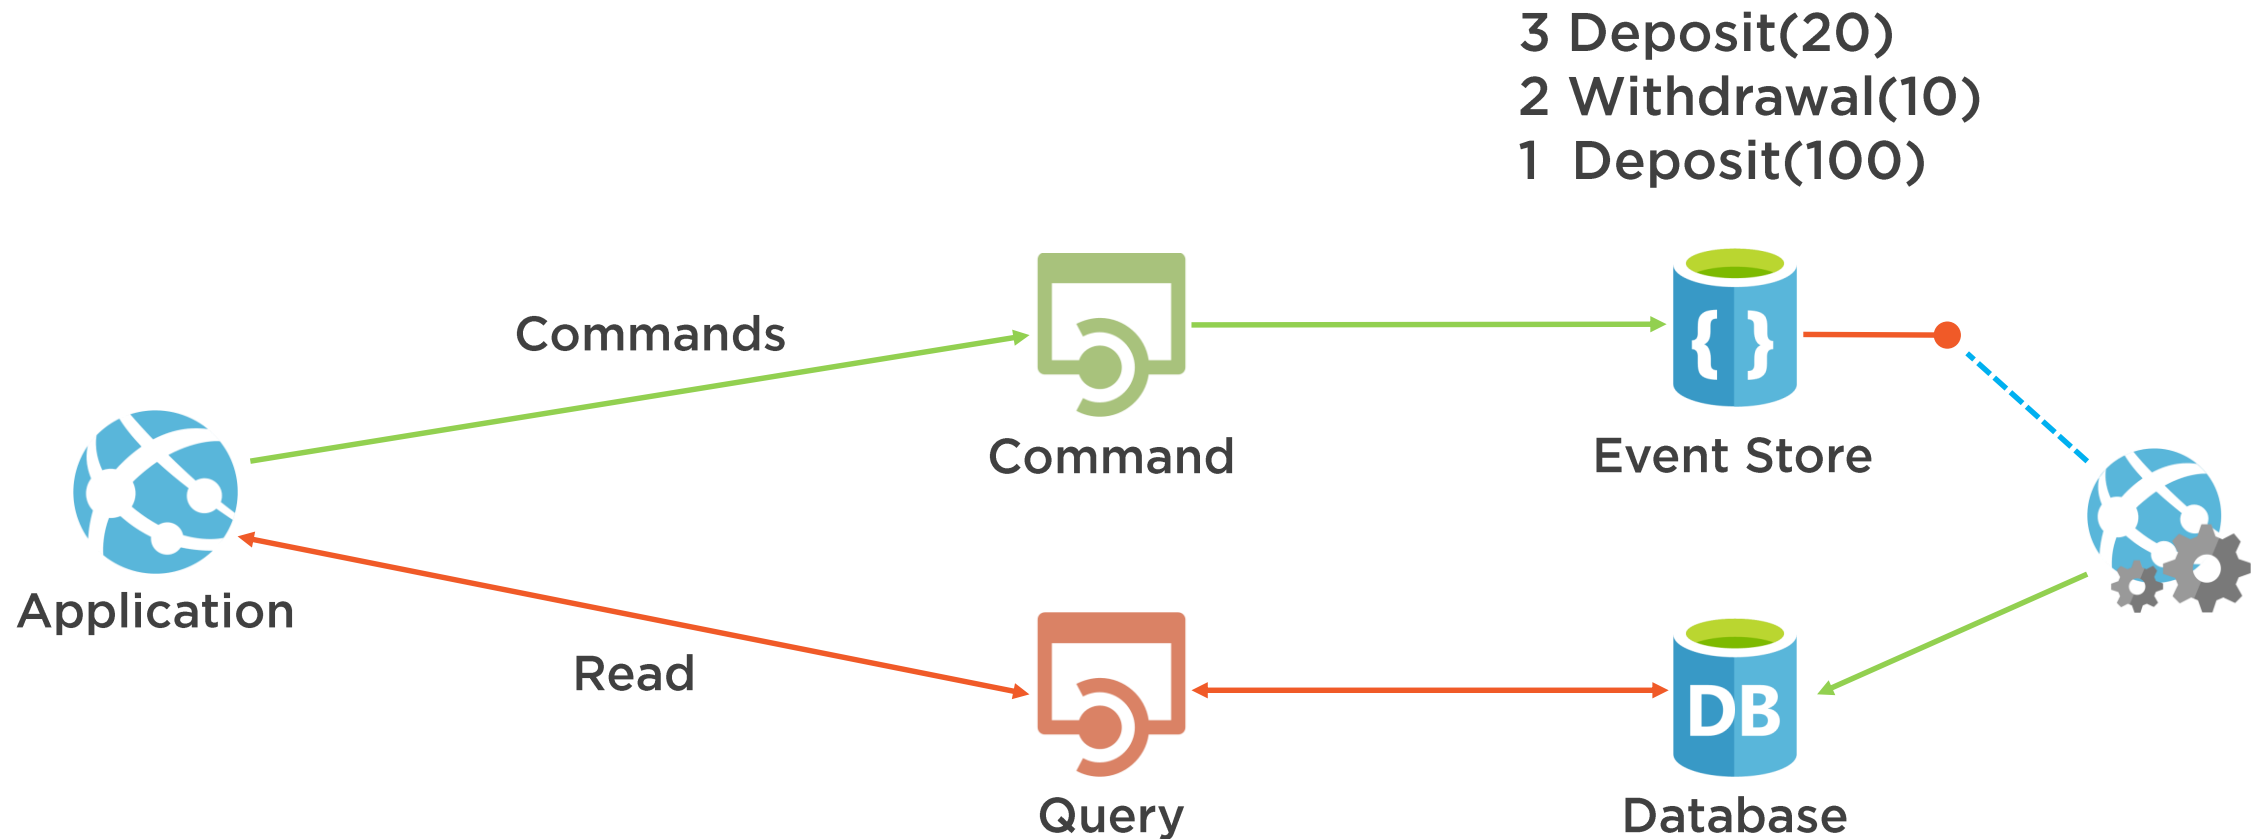 3 Deposit(20)
2 Withdrawal(10)
1 Deposit(100)
Commands
{ }
Command
Event Store
Application
Read
DB
Query
Database